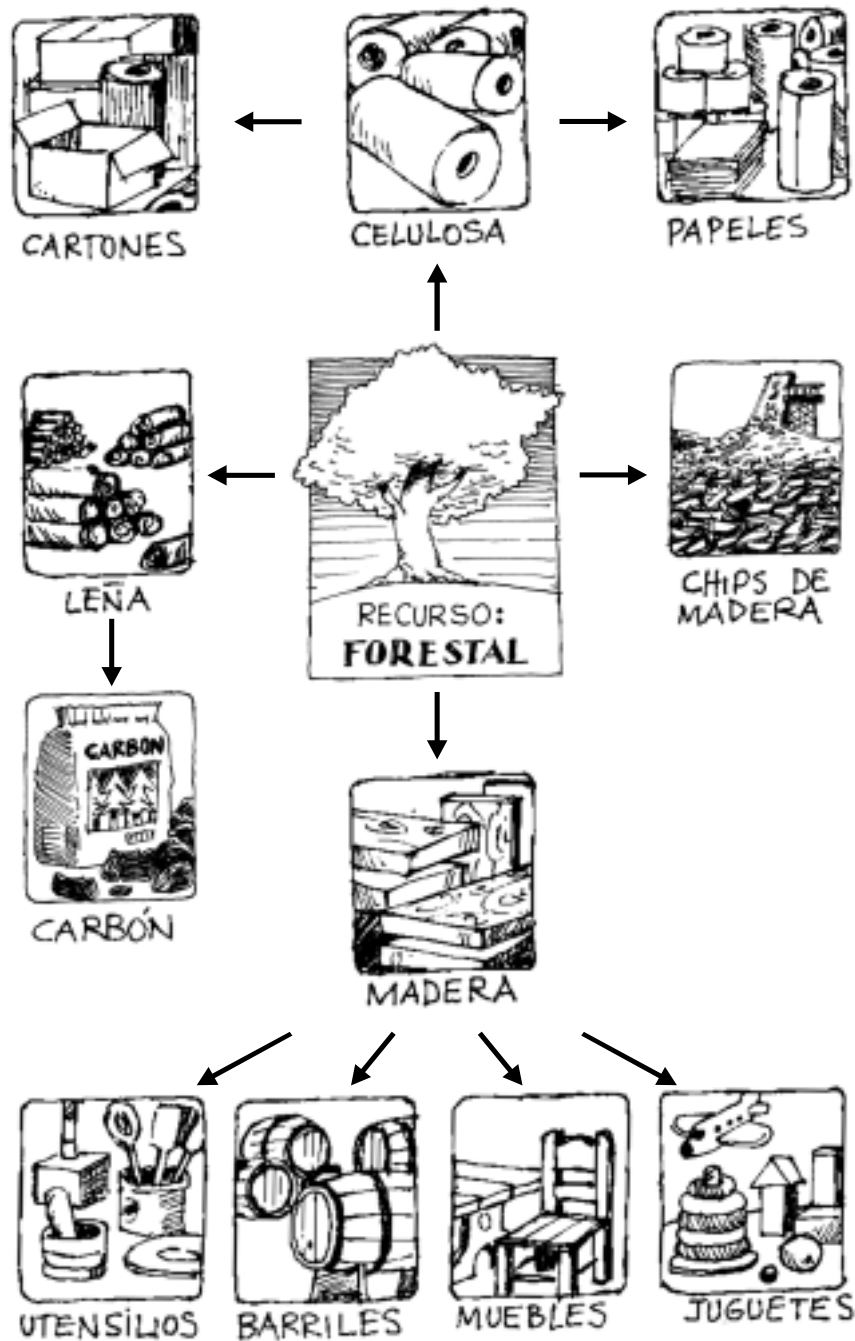 CARTONES
CELULOSA
PAPELES
LEÑA
RECURSO:
FORESTAL
CHIPS DE
MADERA
CARBON
CARBÓN
MADERA
UTENSILIOS
BARRILES
MUEBLES
JUGUETES